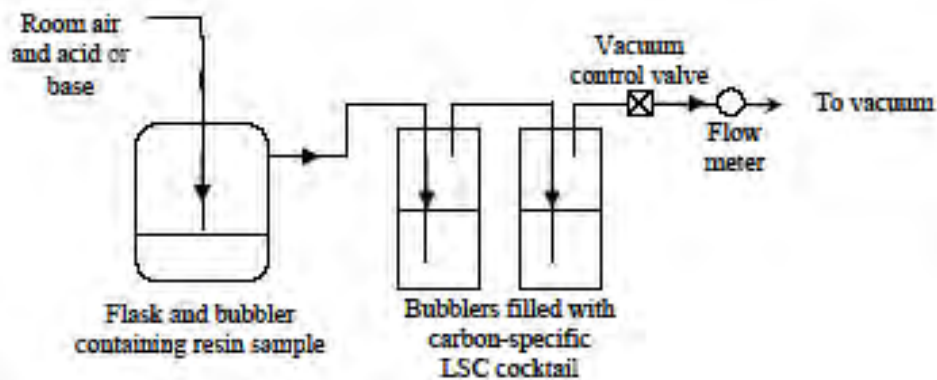 Room air
and acid or
base
Vacuum
control valve
To vacuum
Flow
meter
Flask and bubbler
containing resin sample
Bubblers filled with
carbon-specific
LSC cocktail